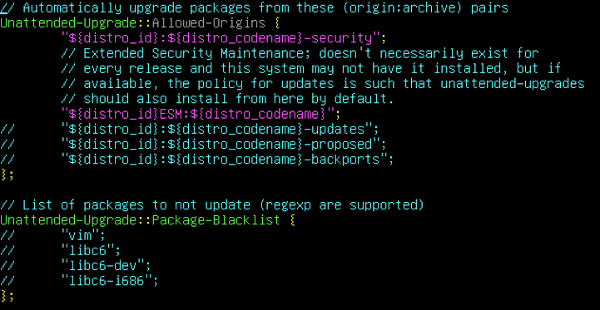 // Automatically upgrade packages from these (origin:archive) pairs
Unattended-Upgrade::Allowed-Origins {
        "${distro_id}:${distro_codename}-security";
        // Extended Security Maintenance; doesn't necessarily exist for
        // every release and this system may not have it installed, but if
        // available, the policy for updates is such that unattended-upgrades
        // should also install from here by default.
        "${distro_id}ESM:${distro_codename}";
//      "${distro_id}:${distro_codename}-updates";
//      "${distro_id}:${distro_codename}-proposed";
//      "${distro_id}:${distro_codename}-backports";
};

// List of packages to not update (regexp are supported)
Unattended-Upgrade::Package-Blacklist {
//      "vim";
//      "libc6";
//      "libc6-dev";
//      "libc6-i686";
};